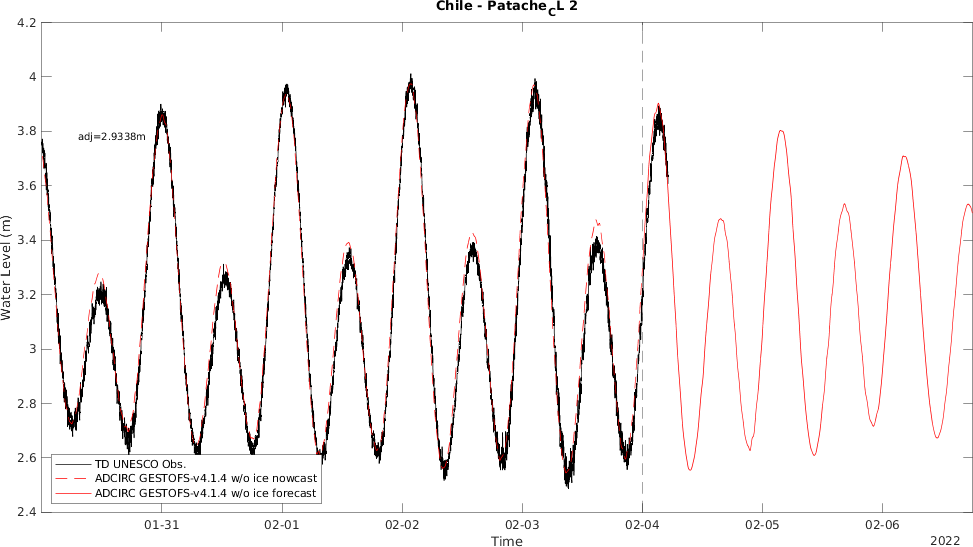 Chile - Patache_CL 2
4.2
4
3.8
3.6
3.4
3.2
3
2.8
2.6
2.4
Water Level (m)
adj=2.9338m
TD UNESCO Obs.
ADCIRC GESTOFS-v4.1.4 w/o ice nowcast
ADCIRC GESTOFS-v4.1.4 w/o ice forecast
01-31 02-01 02-02 02-03 02-04 02-05 02-06
Time
2022